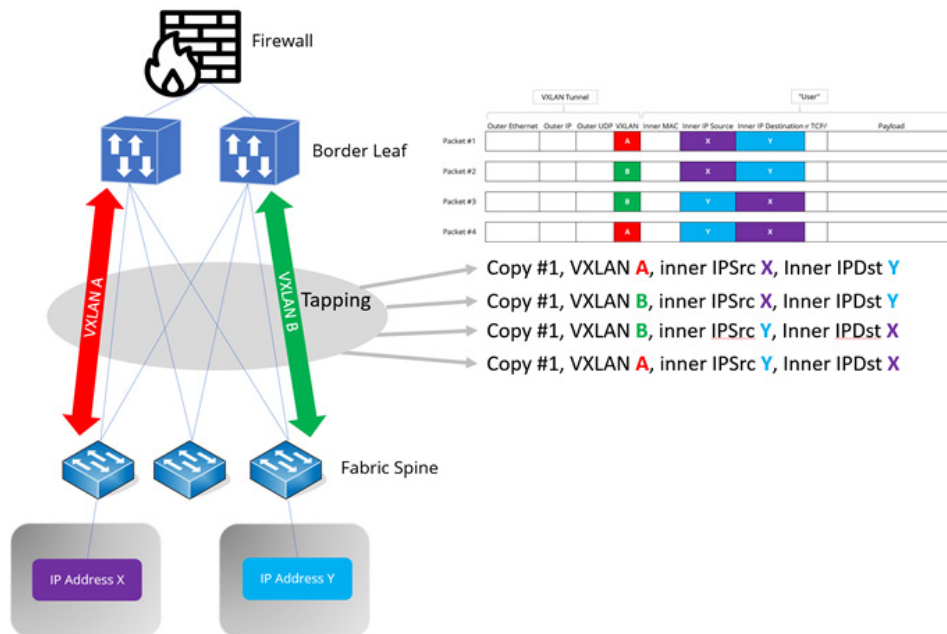 Firewall
VXLAN Tunnel
"User"
Outer Ethernet Outer IP Outer UDP VXLAN Inner MAC Inner IP Source Inner IP Destination r TCP/ Payload
Packet #1 A X Y
Border Leaf
Packet #2 B X Y
Packet #3 B Y X
Packet #4 A Y X
VXLAN A
VXLAN B
Tapping
Copy #1, VXLAN A, inner IPSrc X, Inner IPDst Y
Copy #1, VXLAN B, inner IPSrc X, Inner IPDst Y
Copy #1, VXLAN B, inner IPSrc Y, Inner IPDst X
Copy #1, VXLAN A, inner IPSrc Y, Inner IPDst X
Fabric Spine
IP Address X
IP Address Y